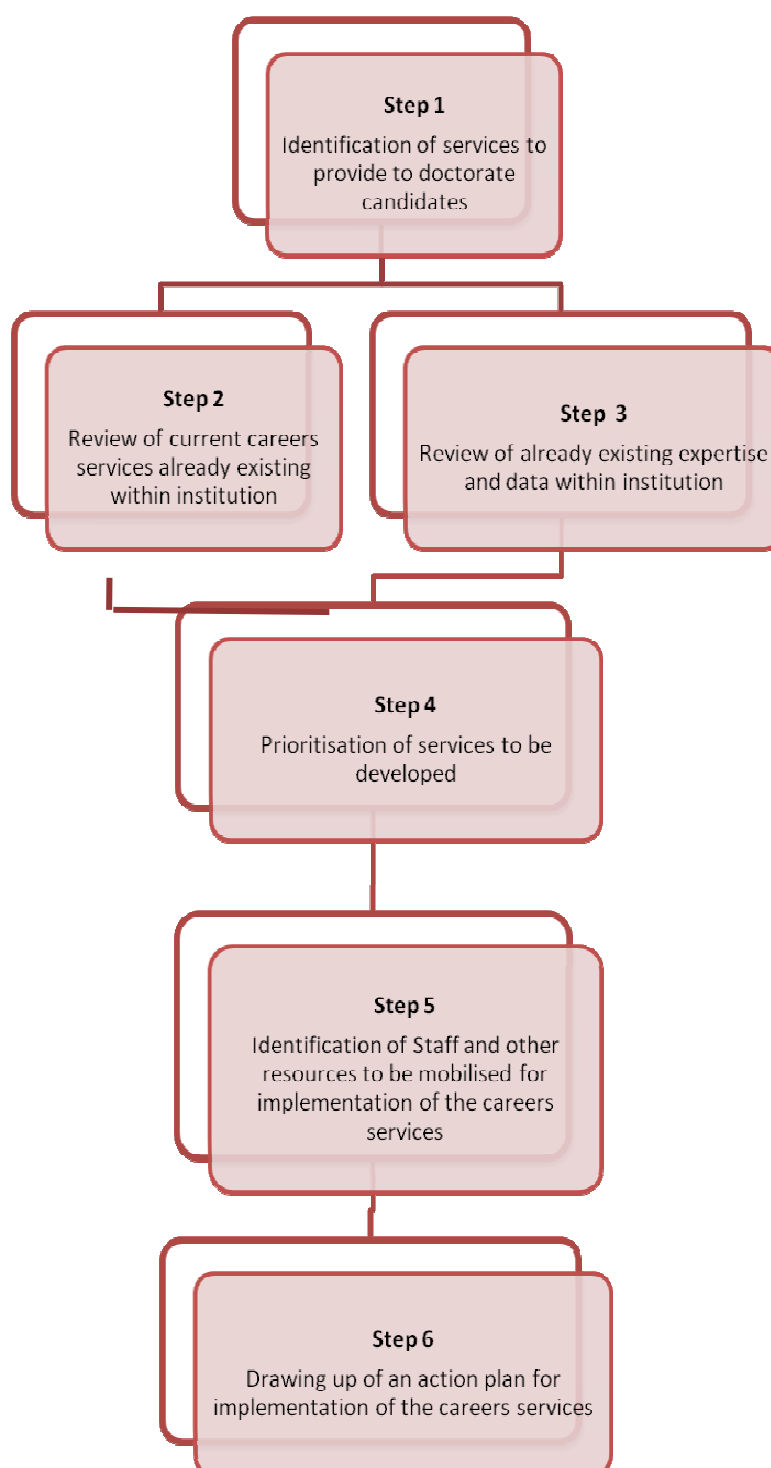 Step 1
Identification of services to
provide to doctorate
candidates
Step 2
Review of current careers
services already existing
within institution
Step 3
Review of already existing expertise
and data within institution
Step 4
Prioritisation of services to be
developed
Step 5
Identification of Staff and other
resources to be mobilised for
implementation of the careers
services
Step 6
Drawing up of an action plan for
implementation of the careers services